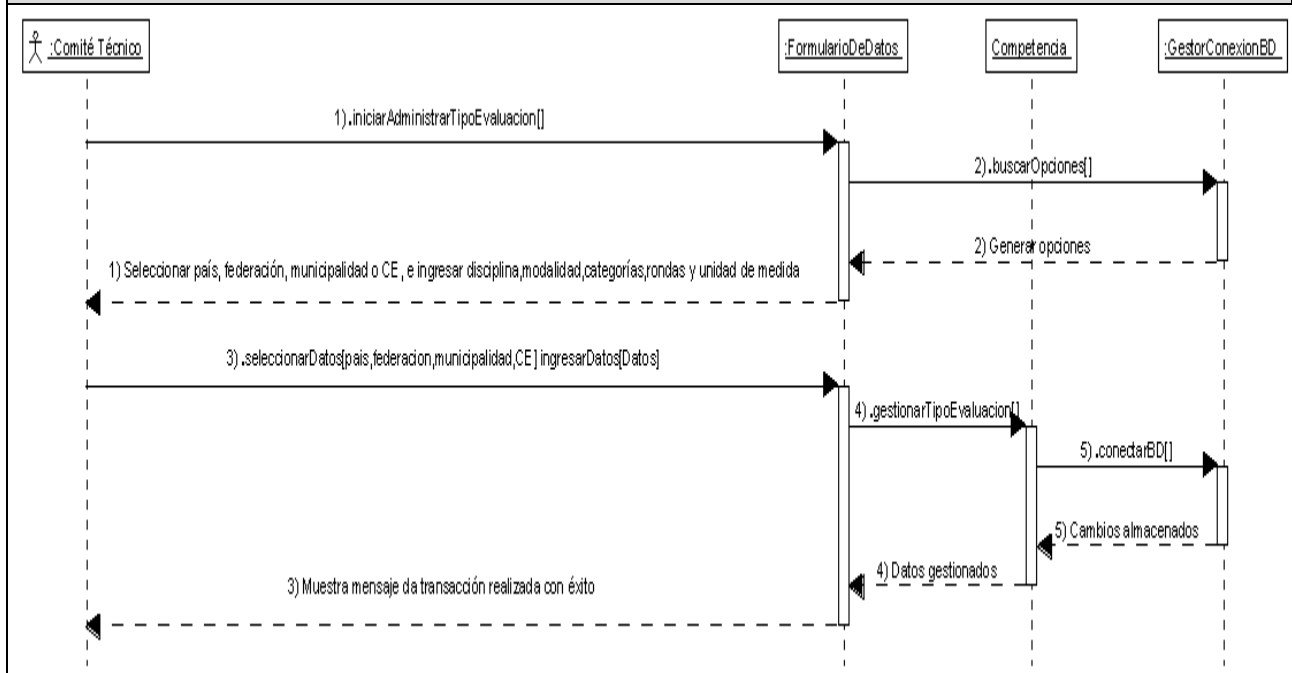 :Comité Técnico
:FormularioDeDatos
Competencia
:GestorConexionBD
1).iniciarAdministrarTipoEvaluacion[]
2).buscarOpciones[]
2) Generar opciones
1) Seleccionar país, federación, municipalidad o CE , e ingresar disciplina,modalidad,categorías,rondas y unidad de medida
3).seleccionarDatos[pais,federacion,municipalidad,CE] ingresarDatos[Datos]
4).gestionarTipoEvaluacion[]
5).conectarBD[]
5) Cambios almacenados
4) Datos gestionados
3) Muestra mensaje da transacción realizada con éxito